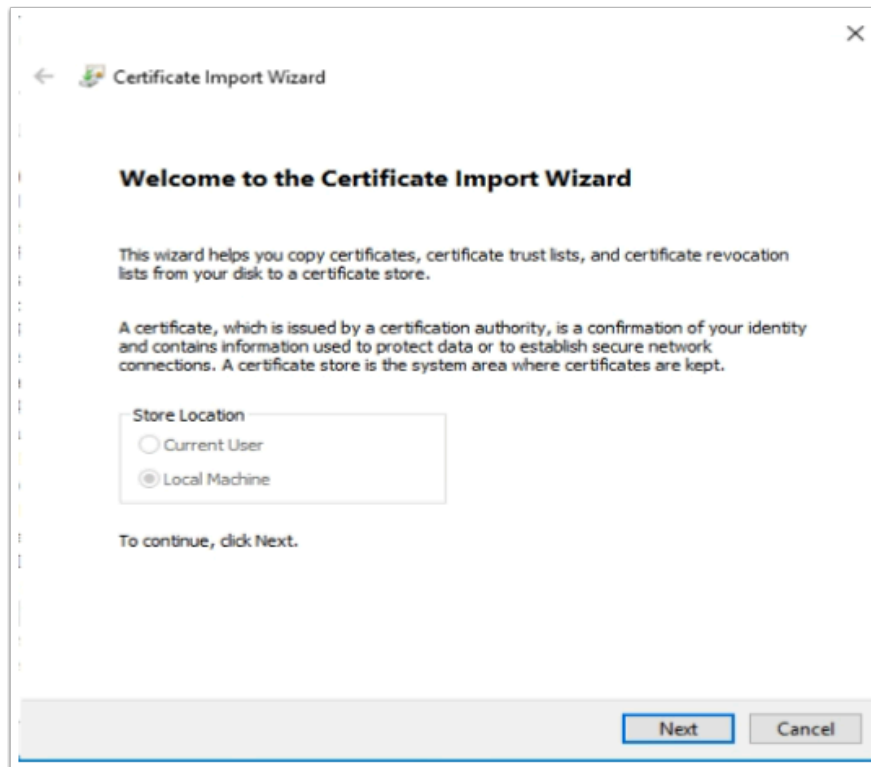 Certificate Import Wizard
Welcome to the Certificate Import Wizard
This wizard helps you copy certificates, certificate trust lists, and certificate revocation
lists from your disk to a certificate store.
A certificate, which is issued by a certification authority, is a confirmation of your identity
and contains information used to protect data or to establish secure network
connections. A certificate store is the system area where certificates are kept.
Store Location
Current User
Local Machine
To continue, click Next.
Next
Cancel